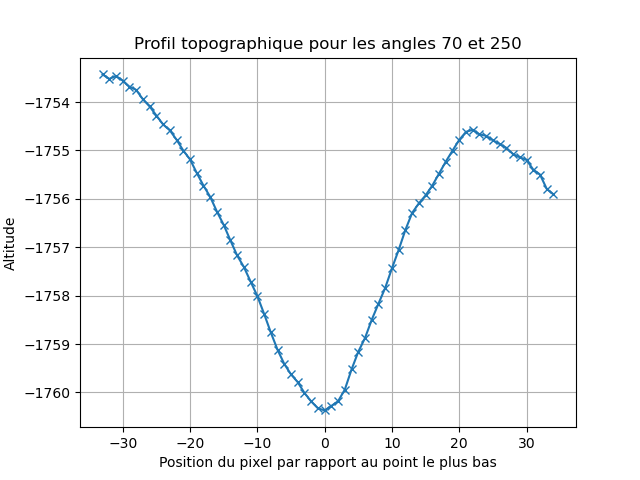 Profil topographique pour les angles 70 et 250
Altitude
−1754
−1755
−1756
−1757
−1758
−1759
−1760
−30 −20 −10 0 10 20 30
Position du pixel par rapport au point le plus bas